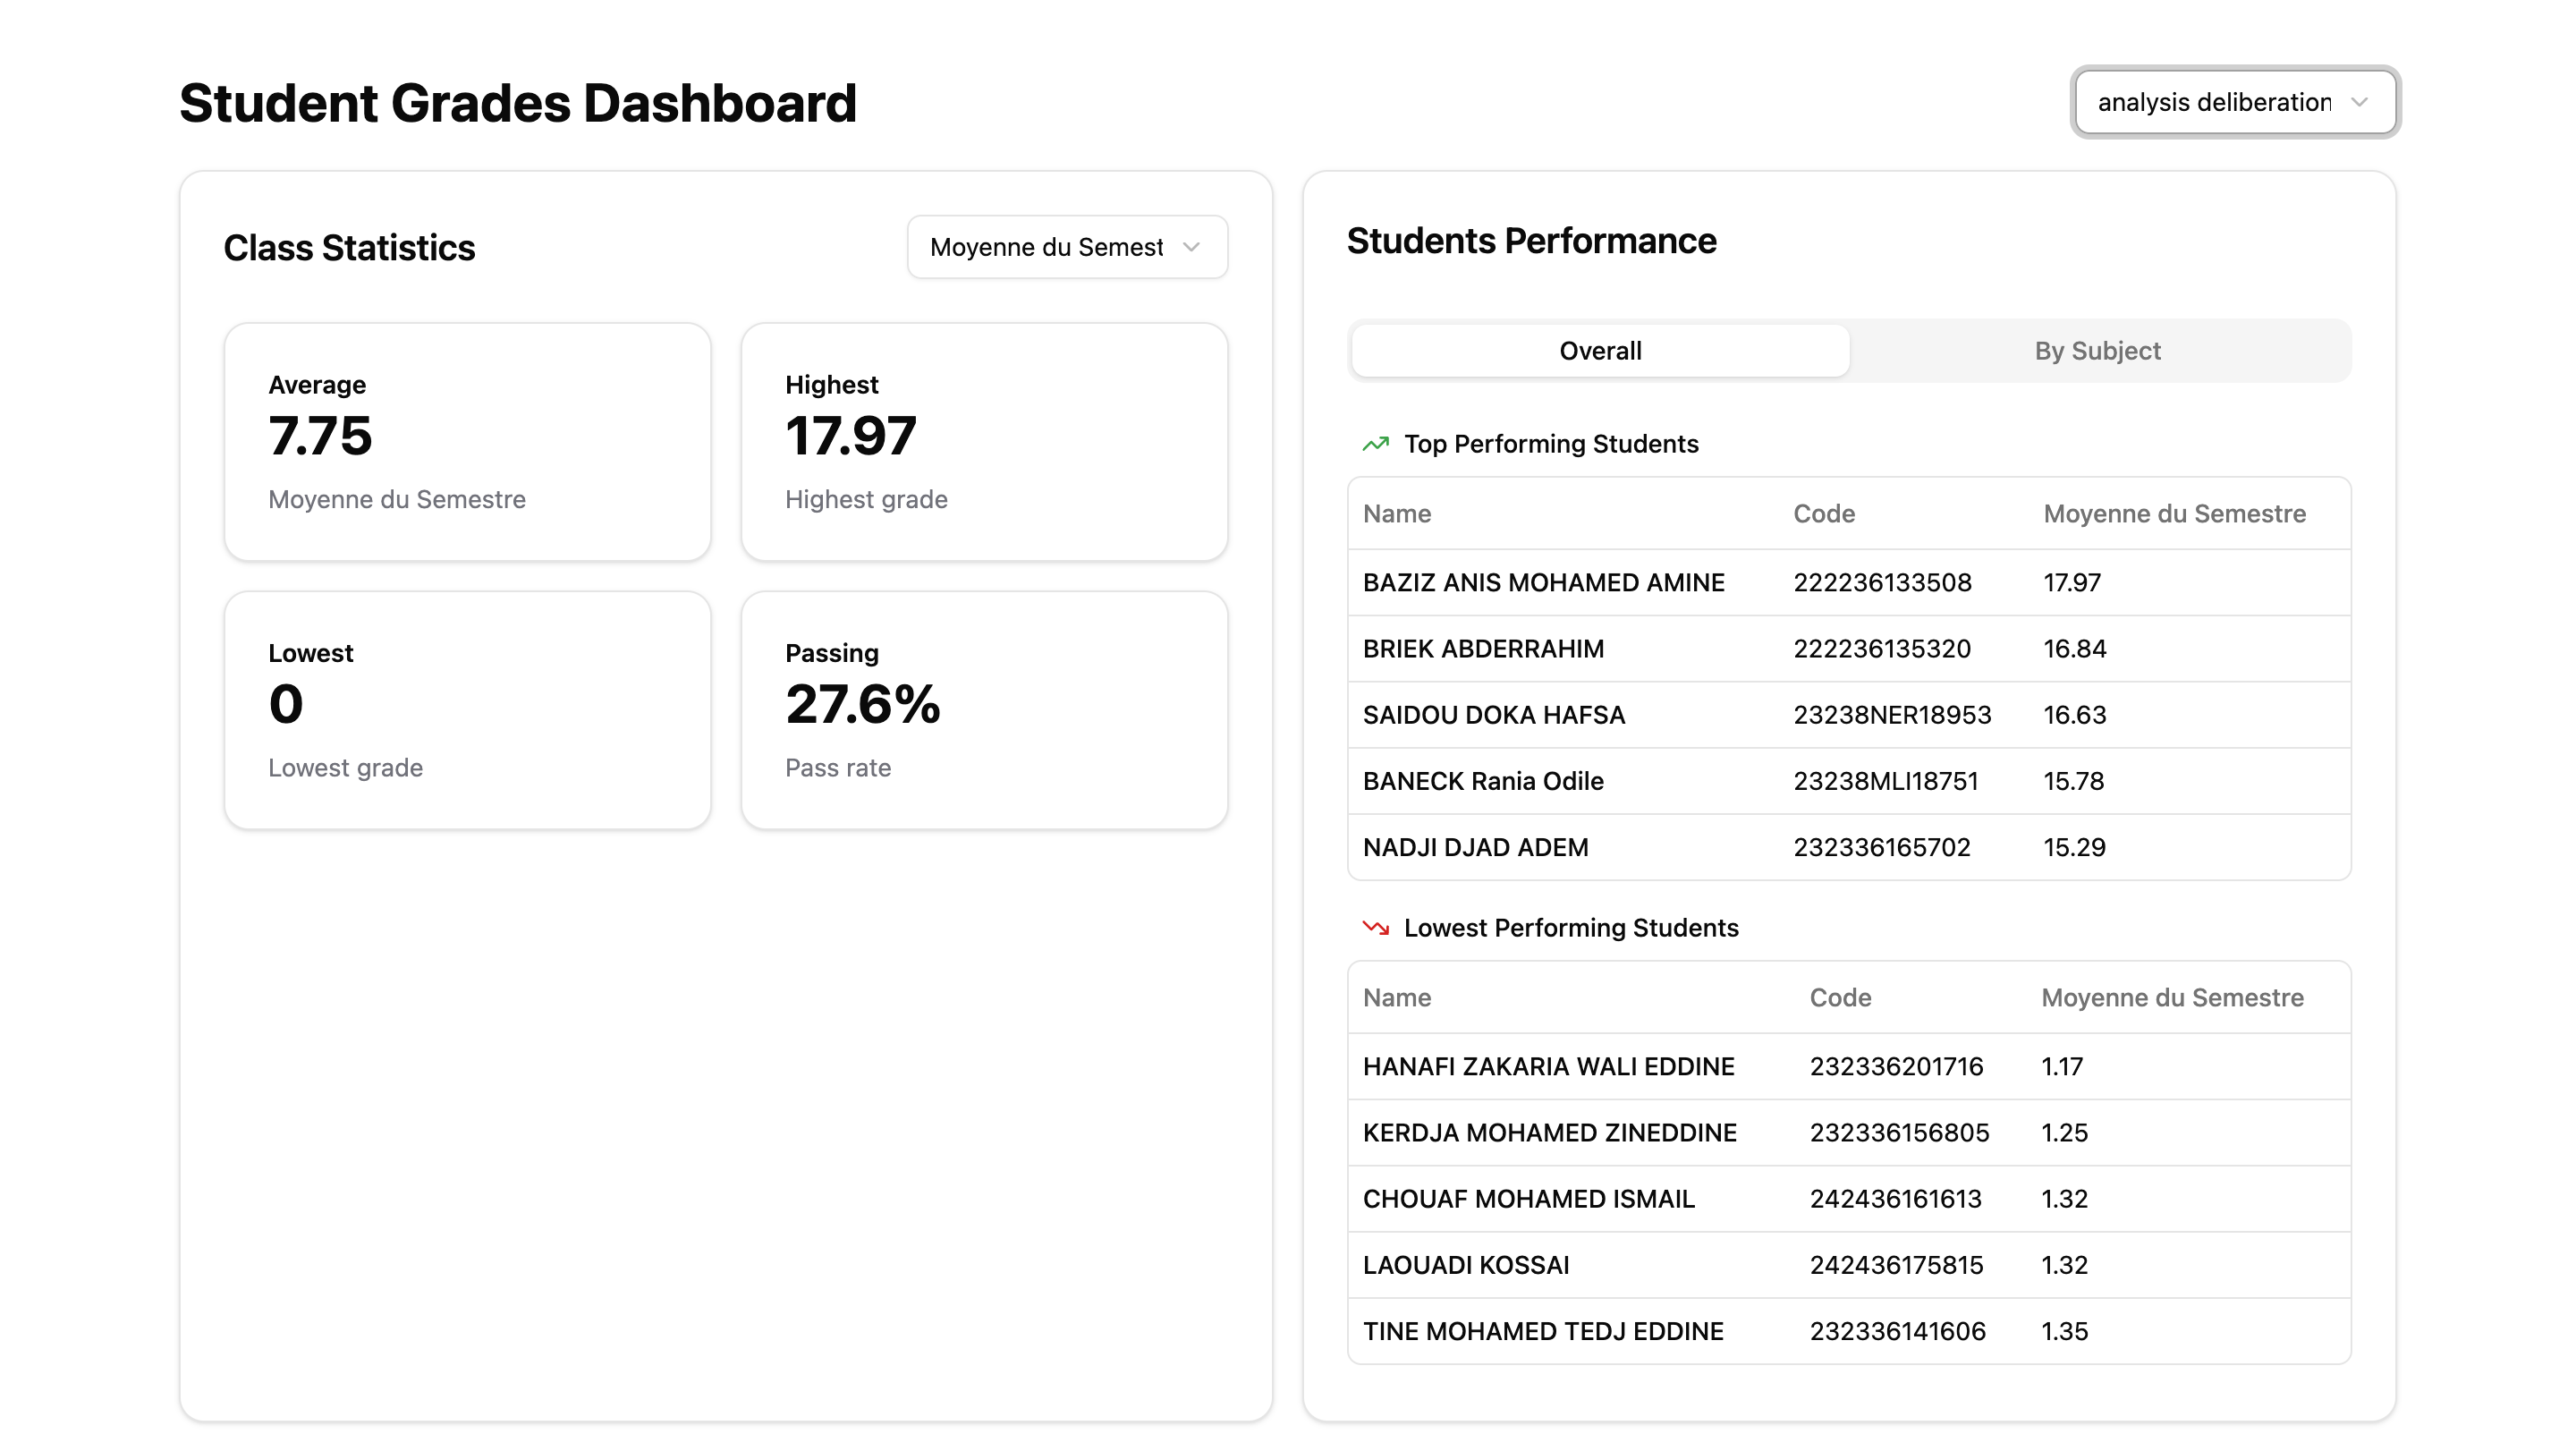 Student Grades Dashboard
analysis deliberation
Class Statistics
Moyenne du Semest
Average
7.75
Moyenne du Semestre
Highest
17.97
Highest grade
Lowest
0
Lowest grade
Passing
27.6%
Pass rate
Students Performance
Overall By Subject
Top Performing Students
Name Code Moyenne du Semestre
BAZIZ ANIS MOHAMED AMINE 222236133508 17.97
BRIEK ABDERRAHIM 222236135320 16.84
SAIDOU DOKA HAFSA 23238NER18953 16.63
BANECK Rania Odile 23238MLI18751 15.78
NADJI DJAD ADEM 232336165702 15.29
Lowest Performing Students
Name Code Moyenne du Semestre
HANAFI ZAKARIA WALI EDDINE 232336201716 1.17
KERDJA MOHAMED ZINEDDINE 232336156805 1.25
CHOUAF MOHAMED ISMAIL 242436161613 1.32
LAOUADI KOSSAI 242436175815 1.32
TINE MOHAMED TEDJ EDDINE 232336141606 1.35